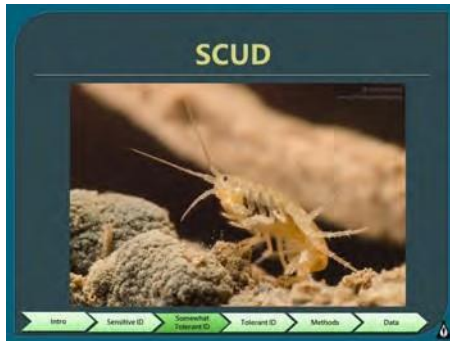 SCUD
Intro
Sensitive ID
Somewhat
Tolerant ID
Tolerant ID
Methods
Data